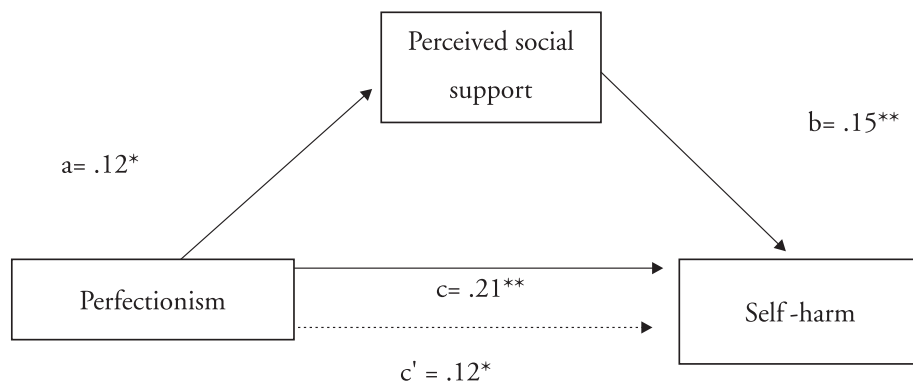 Perceived social
support
b= .15**
a= .12*
Perfectionism
c= .21**
Self-harm
c' = .12*